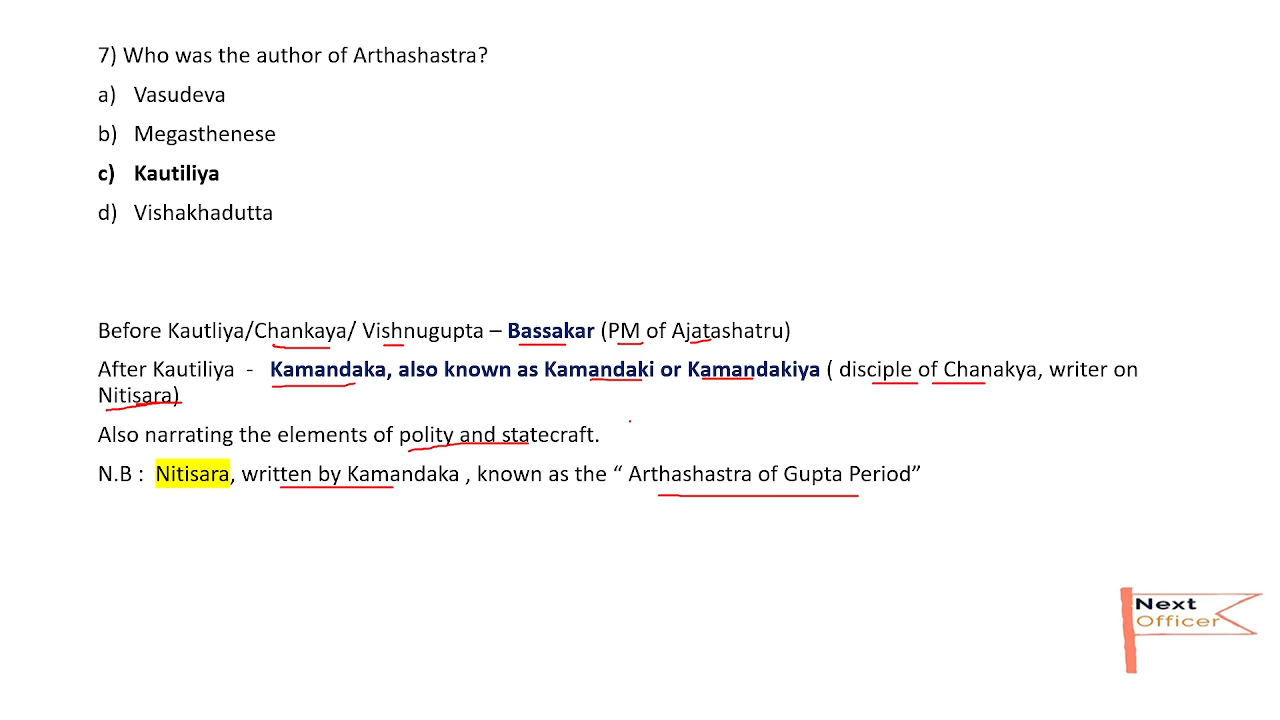 7) Who was the author of Arthashastra?
a) Vasudeva
b) Megasthenese
c) Kautiliya
d) Vishakhadutta
Before Kautliya/Chankaya/ Vishnugupta – Bassakar (PM of Ajatashatru)
After Kautiliya - Kamandaka, also known as Kamandaki or Kamandakiya ( disciple of Chanakya, writer on
Nitisara)
Also narrating the elements of polity and statecraft.
N.B : Nitisara, written by Kamandaka , known as the “ Arthashastra of Gupta Period”
Next
Officer